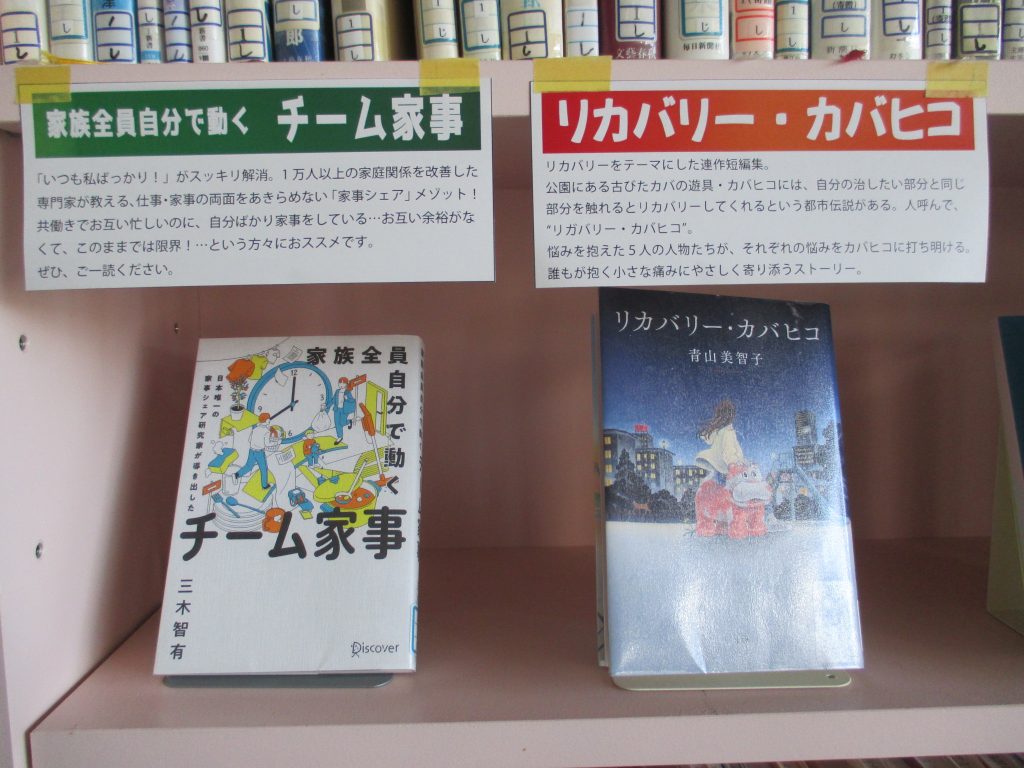 家族全員自分で動く チーム家事
「いつも私ばっかり！」がスッキリ解消。１万人以上の家庭関係を改善した
専門家が教える、仕事・家事の両面をあきらめない「家事シェア」メゾット！
共働きでお互い忙しいのに、自分ばかり家事をしている…お互い余裕がな
くて、このままでは限界！…という方々におススメです。
ぜひ、ご一読ください。
リカバリー・カバヒコ
リカバリーをテーマにした連作短編集。
公園にある古びたカバの遊具・カバヒコには、自分の治したい部分と同じ
部分を触れるとリカバリーしてくれるという都市伝説がある。人呼んで、
“リガバリー・カバヒコ”。
悩みを抱えた５人の人物たちが、それぞれの悩みをカバヒコに打ち明ける。
誰もが抱く小さな痛みにやさしく寄り添うストーリー。
家族全員
自分で動く
日本唯一の
家事シェア研究家が導き出した
チーム家事
三木智有
Discover
リカバリー・カバヒコ
青山美智子